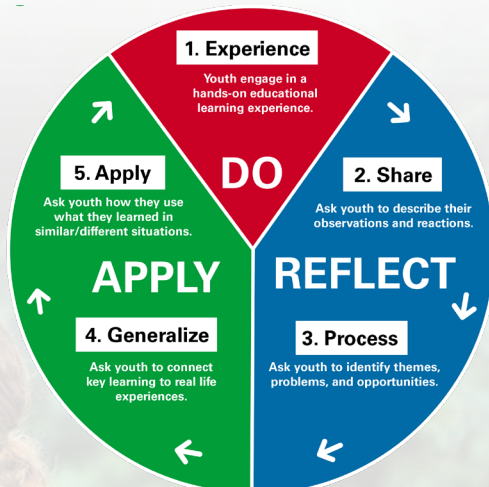 1. Experience
Youth engage in a
hands-on educational
learning experience.
DO
2. Share
Ask youth to describe their
observations and reactions.
REFLECT
3. Process
Ask youth to identify themes,
problems, and opportunities.
4. Generalize
Ask youth to connect
key learning to real life
experiences.
APPLY
5. Apply
Ask youth how they use
what they learned in
similar/different situations.